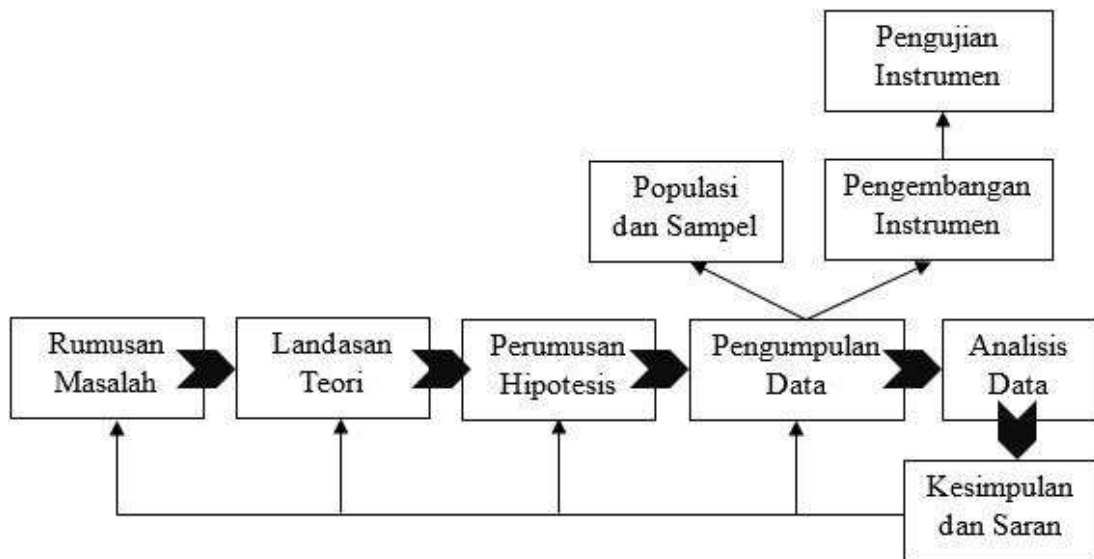 Pengujian
Instrumen
Populasi
dan Sampel
Pengembangan
Instrumen
Rumusan
Masalah
Landasan
Teori
Perumusan
Hipotesis
Pengumpulan
Data
Analisis
Data
Kesimpulan
dan Saran